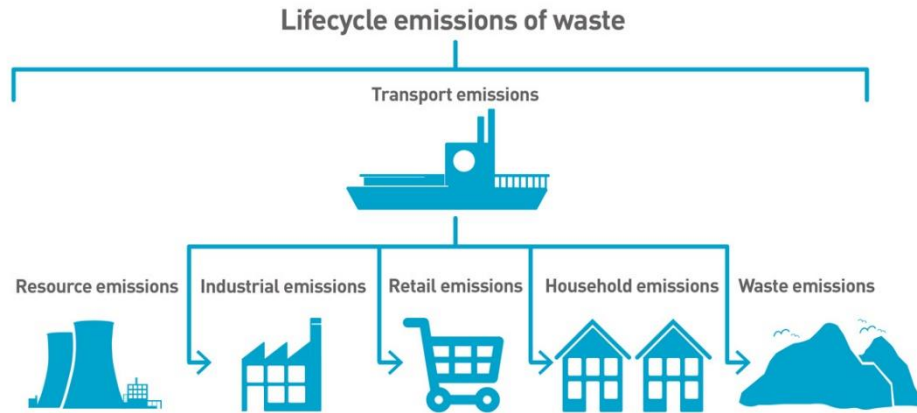 Lifecycle emissions of waste
Transport emissions
Resource emissions
Industrial emissions
Retail emissions
Household emissions
Waste emissions